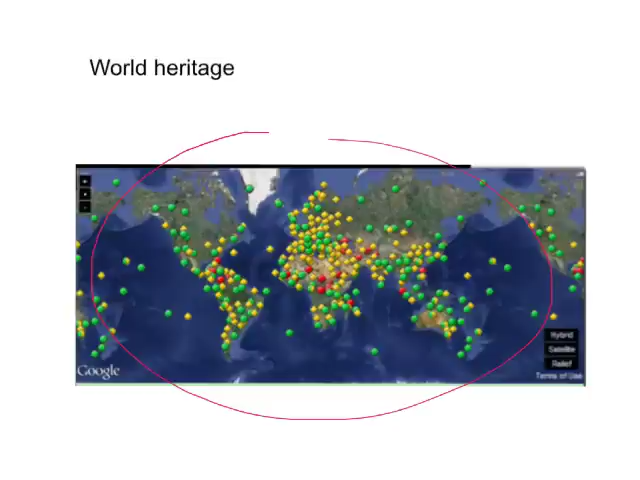 World heritage
Hybrid
Satellite
Relief
Google
Terms of Use